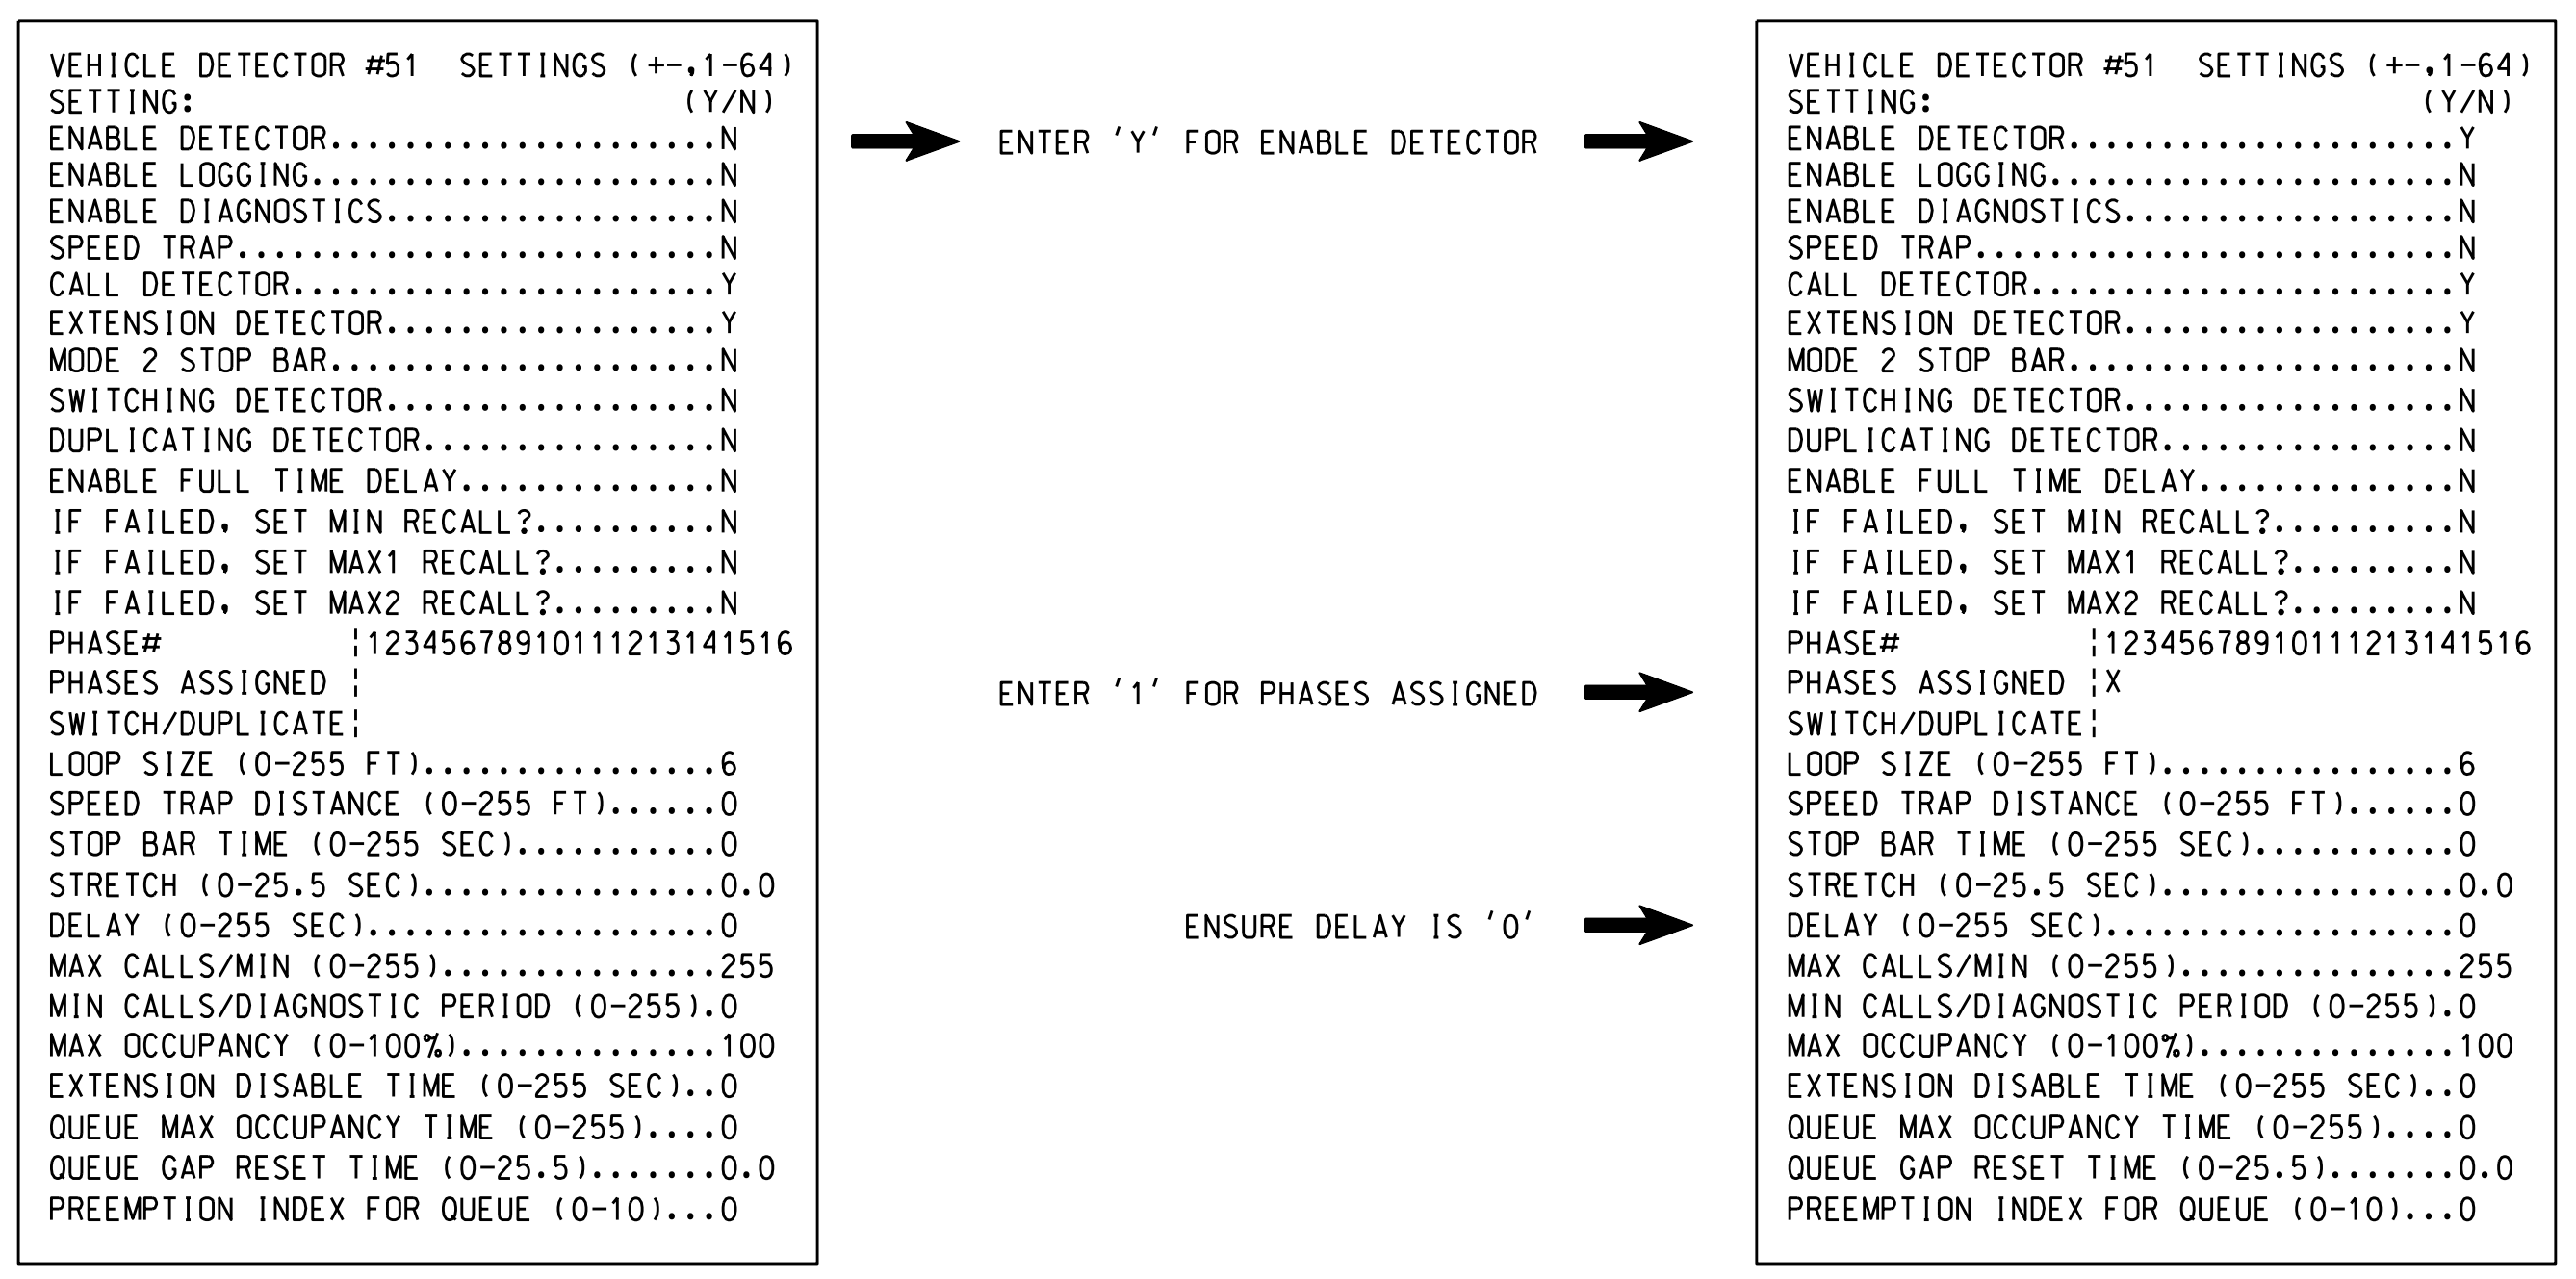 VEHICLE DETECTOR #51  SETTINGS (+-,1-64)
SETTING:                          (Y/N)
ENABLE DETECTOR.....................N
ENABLE LOGGING......................N
ENABLE DIAGNOSTICS..................N
SPEED TRAP..........................N
CALL DETECTOR.......................Y
EXTENSION DETECTOR..................Y
MODE 2 STOP BAR.....................N
SWITCHING DETECTOR..................N
DUPLICATING DETECTOR................N
ENABLE FULL TIME DELAY..............N
IF FAILED, SET MIN RECALL?..........N
IF FAILED, SET MAX1 RECALL?.........N
IF FAILED, SET MAX2 RECALL?.........N
PHASE#          ¦12345678910111213141516
PHASES ASSIGNED ¦
SWITCH/DUPLICATE¦
LOOP SIZE (0-255 FT)................6
SPEED TRAP DISTANCE (0-255 FT)......0
STOP BAR TIME (0-255 SEC)...........0
STRETCH (0-25.5 SEC)................0.0
DELAY (0-255 SEC)...................0
MAX CALLS/MIN (0-255)...............255
MIN CALLS/DIAGNOSTIC PERIOD (0-255).0
MAX OCCUPANCY (0-100%)..............100
EXTENSION DISABLE TIME (0-255 SEC)..0
QUEUE MAX OCCUPANCY TIME (0-255)....0
QUEUE GAP RESET TIME (0-25.5).......0.0
PREEMPTION INDEX FOR QUEUE (0-10)...0
ENTER 'Y' FOR ENABLE DETECTOR
ENTER '1' FOR PHASES ASSIGNED
ENSURE DELAY IS '0'
VEHICLE DETECTOR #51  SETTINGS (+-,1-64)
SETTING:                          (Y/N)
ENABLE DETECTOR.....................Y
ENABLE LOGGING......................N
ENABLE DIAGNOSTICS..................N
SPEED TRAP..........................N
CALL DETECTOR.......................Y
EXTENSION DETECTOR..................Y
MODE 2 STOP BAR.....................N
SWITCHING DETECTOR..................N
DUPLICATING DETECTOR................N
ENABLE FULL TIME DELAY..............N
IF FAILED, SET MIN RECALL?..........N
IF FAILED, SET MAX1 RECALL?.........N
IF FAILED, SET MAX2 RECALL?.........N
PHASE#          ¦12345678910111213141516
PHASES ASSIGNED ¦X
SWITCH/DUPLICATE¦
LOOP SIZE (0-255 FT)................6
SPEED TRAP DISTANCE (0-255 FT)......0
STOP BAR TIME (0-255 SEC)...........0
STRETCH (0-25.5 SEC)................0.0
DELAY (0-255 SEC)...................0
MAX CALLS/MIN (0-255)...............255
MIN CALLS/DIAGNOSTIC PERIOD (0-255).0
MAX OCCUPANCY (0-100%)..............100
EXTENSION DISABLE TIME (0-255 SEC)..0
QUEUE MAX OCCUPANCY TIME (0-255)....0
QUEUE GAP RESET TIME (0-25.5).......0.0
PREEMPTION INDEX FOR QUEUE (0-10)...0